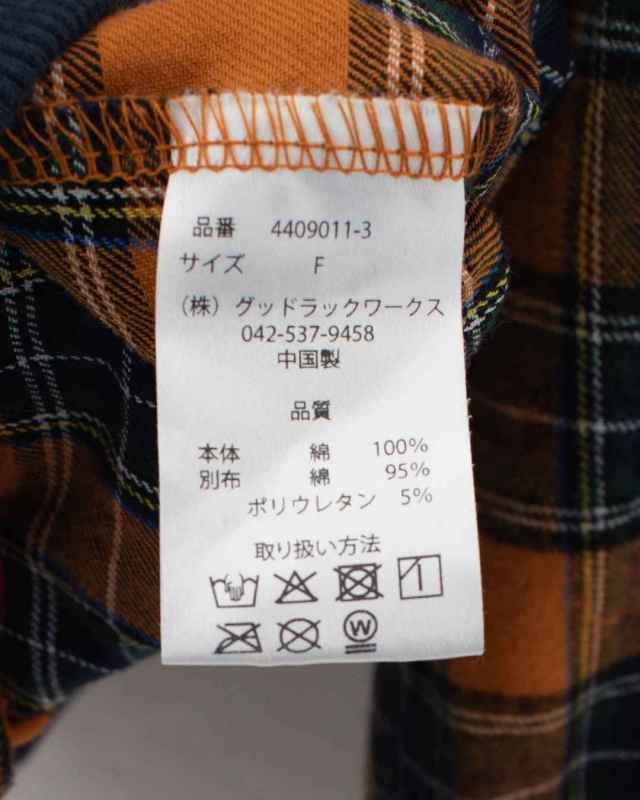 品番 4409011-3
サイズ F
(株) グッドラックワークス
042-537-9458
中国製
品質
本体 綿 100%
別布 綿 95%
ポリウレタン 5%
取り扱い方法
W